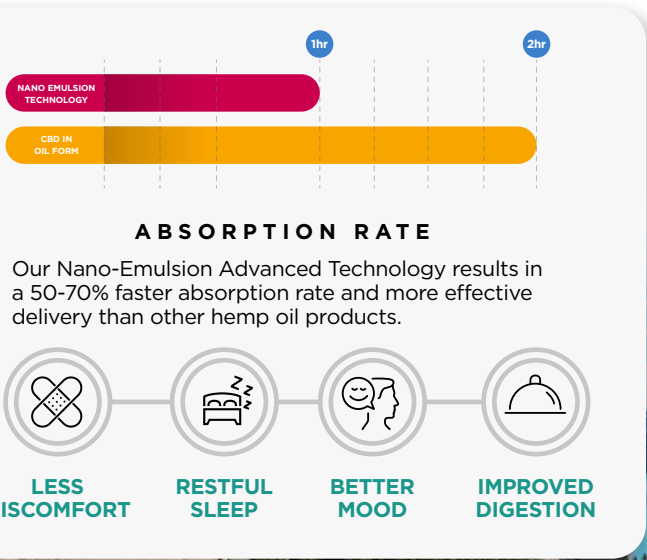 1hr
2hr
NANO EMULSION
TECHNOLOGY
CBD IN
OIL FORM
ABSORPTION RATE
Our Nano-Emulsion Advanced Technology results in
a 50-70% faster absorption rate and more effective
delivery than other hemp oil products.
LESS
ISCOMFORT
RESTFUL
SLEEP
BETTER
MOOD
IMPROVED
DIGESTION